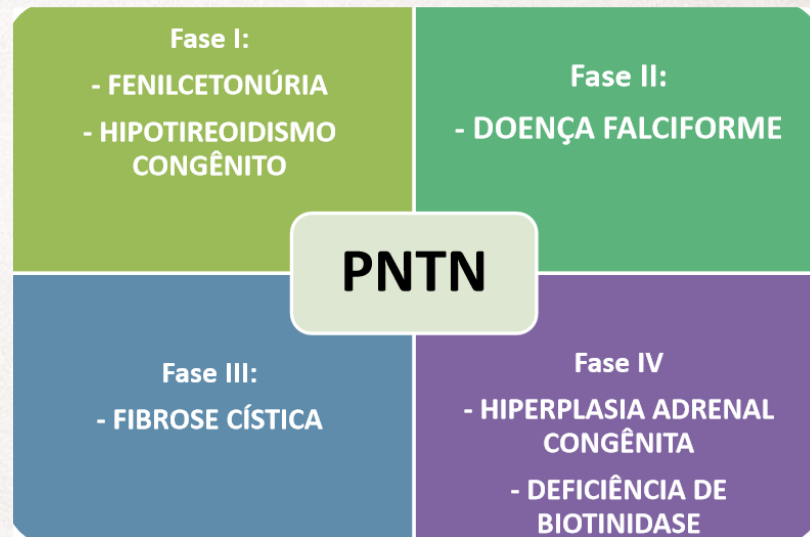 Fase I:
- FENILCETONÚRIA
- HIPOTIREOIDISMO
CONGÊNITO
Fase II:
- DOENÇA FALCIFORME
PNTN
Fase III:
- FIBROSE CÍSTICA
Fase IV
- HIPERPLASIA ADRENAL
CONGÊNITA
- DEFICIÊNCIA DE
BIOTINIDASE